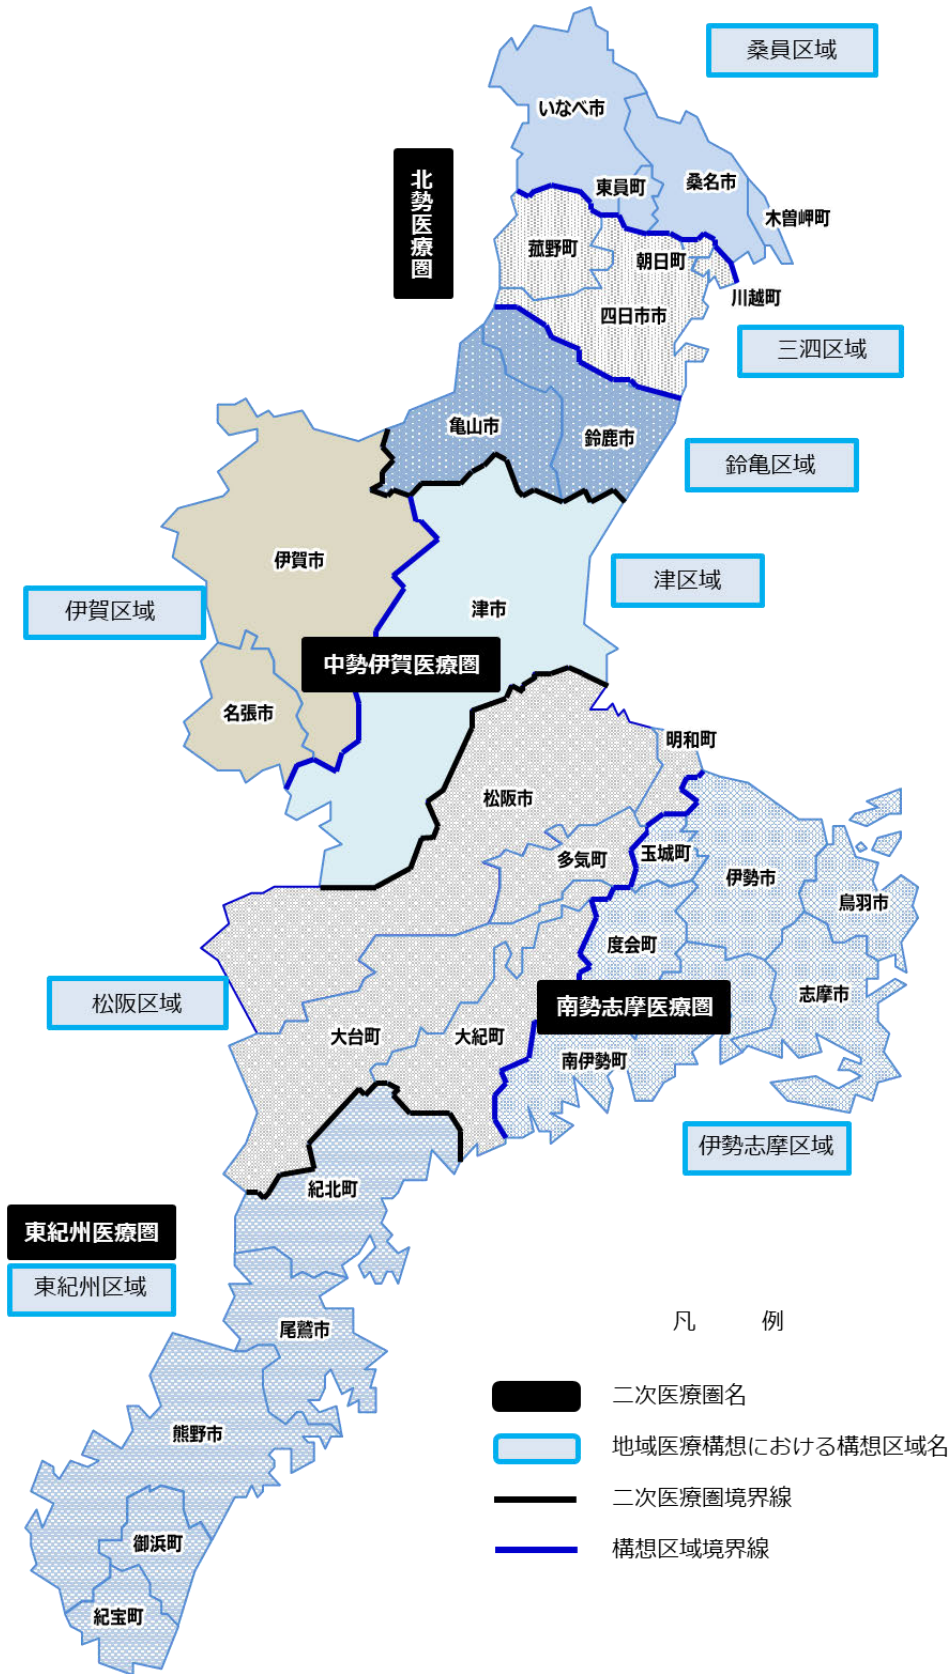 桑員区域
いなべ市
北勢医療圏
東員町
桑名市
木曽岬町
菰野町
朝日町
川越町
四日市市
三泗区域
亀山市
鈴鹿市
鈴亀区域
伊賀市
津区域
伊賀区域
津市
中勢伊賀医療圏
名張市
明和町
松阪市
多気町
玉城町
伊勢市
鳥羽市
度会町
松阪区域
南勢志摩医療圏
志摩市
大台町
大紀町
南伊勢町
伊勢志摩区域
紀北町
東紀州医療圏
東紀州区域
尾鷲市
凡 例
二次医療圏名
熊野市
地域医療構想における構想区域名
二次医療圏境界線
御浜町
構想区域境界線
紀宝町